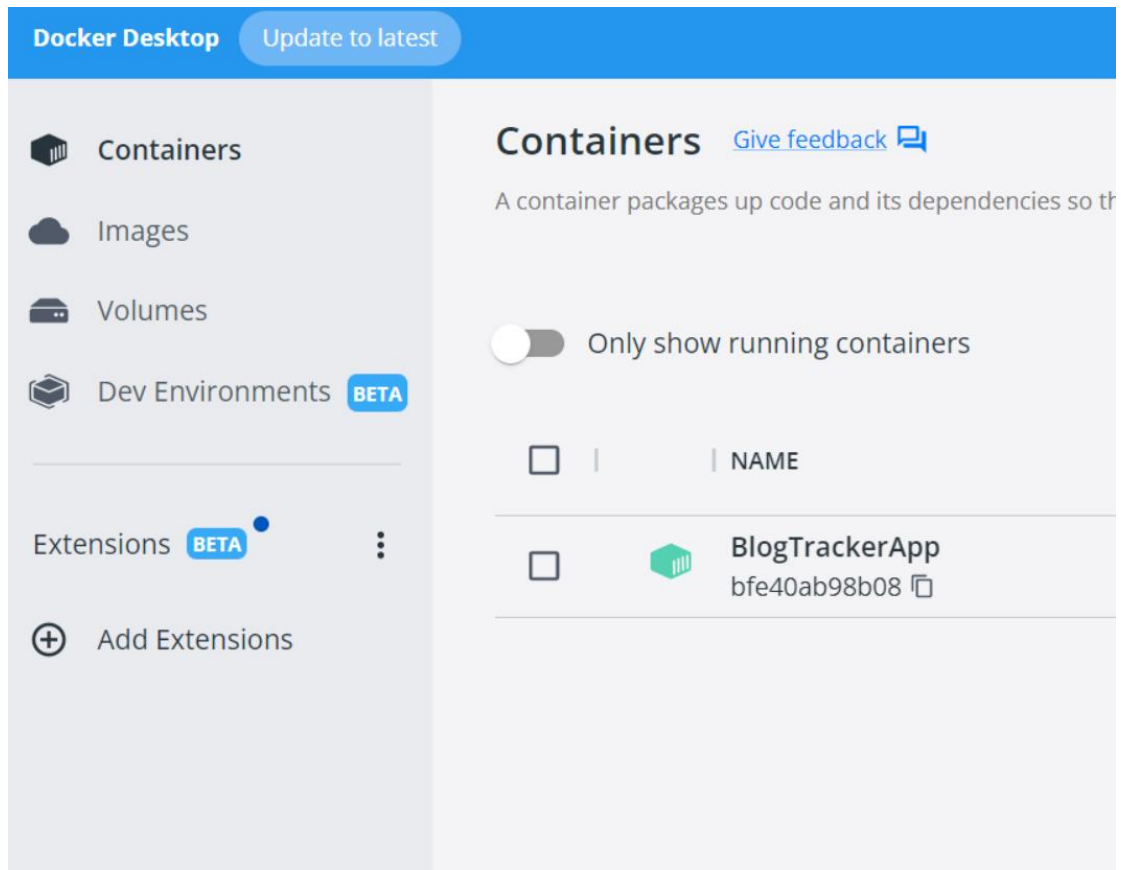 Docker Desktop Update to latest
Containers
Images
Volumes
Dev Environments BETA
Extensions BETA
Add Extensions
Containers Give feedback
A container packages up code and its dependencies so th
Only show running containers
NAME
BlogTrackerApp
bfe40ab98b08